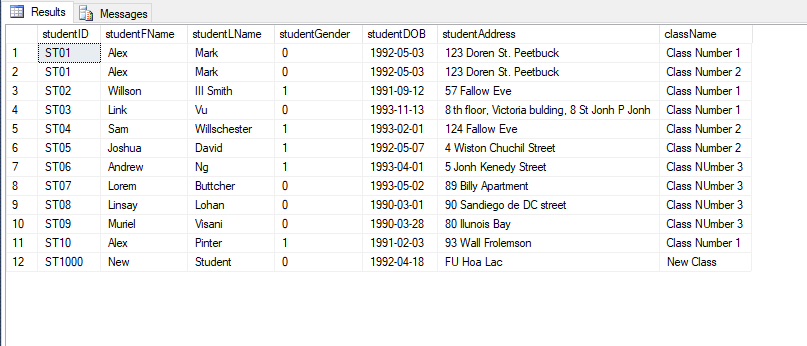 Results Messages
studentID studentFName studentLName studentGender studentDOB studentAddress className
1 ST01 Alex Mark 0 1992-05-03 123 Doren St. Peetbuck Class Number 1
2 ST01 Alex Mark 0 1992-05-03 123 Doren St. Peetbuck Class Number 2
3 ST02 Willson III Smith 1 1991-09-12 57 Fallow Eve Class Number 1
4 ST03 Link Vu 0 1993-11-13 8 th floor, Victoria bulding, 8 St Jonh P Jonh Class Number 1
5 ST04 Sam Willschester 1 1993-02-01 124 Fallow Eve Class Number 2
6 ST05 Joshua David 1 1992-05-07 4 Wiston Chuchil Street Class Number 2
7 ST06 Andrew Ng 1 1993-04-01 5 Jonh Kenedy Street Class NUmber 3
8 ST07 Lorem Buttcher 0 1993-05-02 89 Billy Apartment Class NUmber 3
9 ST08 Linsay Lohan 0 1990-03-01 90 Sandiego de DC street Class NUmber 3
10 ST09 Muriel Visani 0 1990-03-28 80 Ilunois Bay Class NUmber 3
11 ST10 Alex Pinter 1 1991-02-03 93 Wall Frolemson Class Number 1
12 ST1000 New Student 0 1992-04-18 FU Hoa Lac New Class